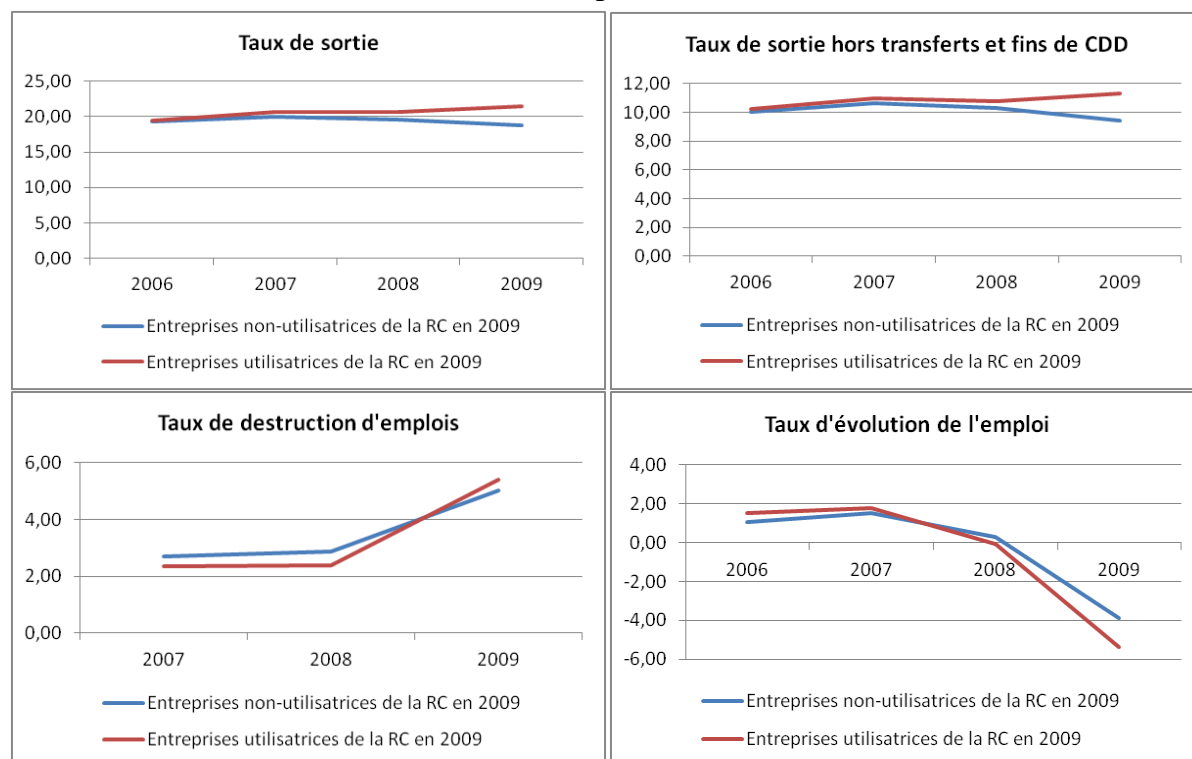 Taux de sortie
25,00
20,00
15,00
10,00
5,00
0,00
2006 2007 2008 2009
Entreprises non-utilisatrices de la RC en 2009
Entreprises utilisatrices de la RC en 2009
Taux de sortie hors transferts et fins de CDD
12,00
10,00
8,00
6,00
4,00
2,00
0,00
2006 2007 2008 2009
Entreprises non-utilisatrices de la RC en 2009
Entreprises utilisatrices de la RC en 2009
Taux de destruction d'emplois
6,00
4,00
2,00
0,00
2007 2008 2009
Entreprises non-utilisatrices de la RC en 2009
Entreprises utilisatrices de la RC en 2009
Taux d'évolution de l'emploi
4,00
2,00
0,00
2006 2007 2008 2009
-2,00
-4,00
-6,00
Entreprises non-utilisatrices de la RC en 2009
Entreprises utilisatrices de la RC en 2009